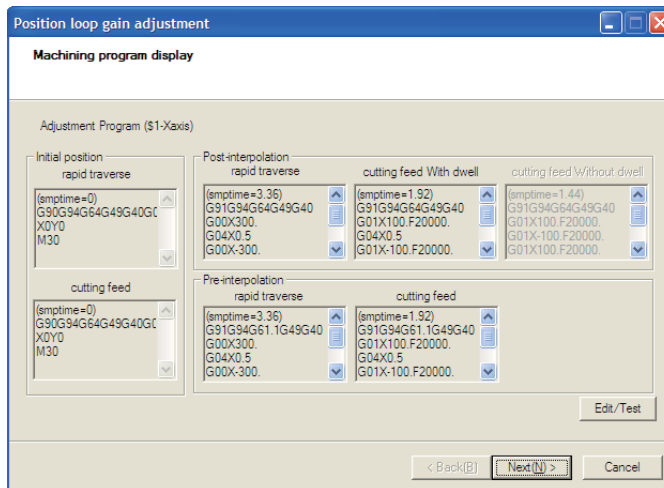 Position loop gain adjustment
Machining program display
Adjustment Program ($1-Xaxis)
Initial position
rapid traverse
(smptime=0)
G90G94G64G49G40G0
X0Y0
M30
cutting feed
(smptime=0)
G90G94G64G49G40G0
X0Y0
M30
Post-interpolation
rapid traverse
(smptime=3.36)
G91G94G64G49G40
G00X300.
G04X0.5
G00X-300.
cutting feed With dwell
(smptime=1.92)
G91G94G64G49G40
G01X100.F20000.
G04X0.5
G01X-100.F20000.
cutting feed Without dwell
(smptime=1.44)
G91G94G64G49G40
G01X100.F20000.
G01X-100.F20000.
G01X100.F20000.
Pre-interpolation
rapid traverse
(smptime=3.36)
G91G94G61.1G49G40
G00X300.
G04X0.5
G00X-300.
cutting feed
(smptime=1.92)
G91G94G61.1G49G40
G01X100.F20000.
G04X0.5
G01X-100.F20000.
Edit/Test
< Back(B)
Next(N) >
Cancel